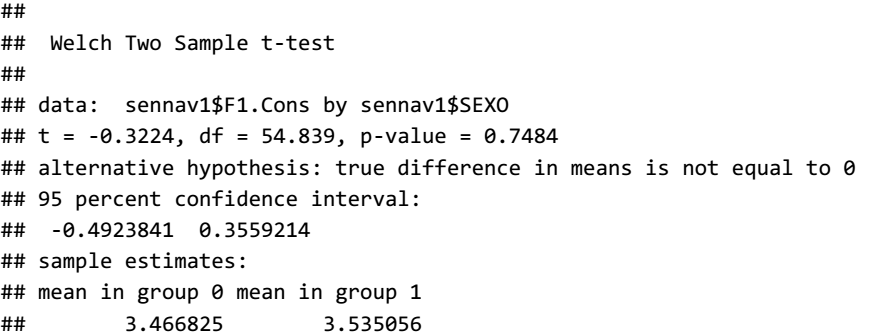 ##
##  Welch Two Sample t-test
##
## data:  sennav1$F1.Cons by sennav1$SEXO
## t = -0.3224, df = 54.839, p-value = 0.7484
## alternative hypothesis: true difference in means is not equal to 0
## 95 percent confidence interval:
##  -0.4923841  0.3559214
## sample estimates:
## mean in group 0 mean in group 1
##        3.466825        3.535056